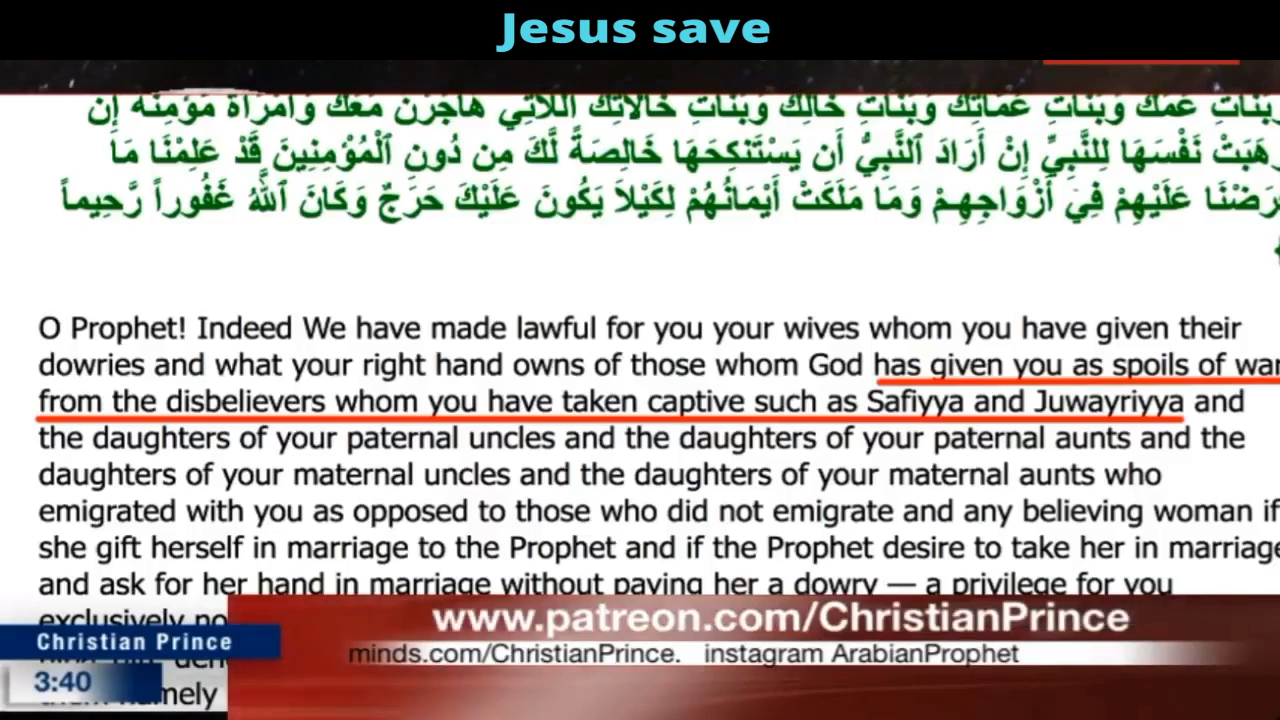 Jesus save
بَنَاتِ عَمِّكَ وَبَنَاتِ عَمَّاتِكَ وَبَنَاتِ خَالِكَ وَبَنَاتِ خَالاَتِكَ ٱللاَّتِي هَاجَرْنَ مَعَكَ وَٱمْرَأَةً مُّؤْمِنَةً إِن
هَبَتْ نَفْسَهَا لِلنَّبِيِّ إِنْ أَرَادَ ٱلنَّبِيُّ أَن يَسْتَنكِحَهَا خَالِصَةً لَّكَ مِن دُونِ ٱلْمُؤْمِنِينَ قَدْ عَلِمْنَا مَا
رَضْنَا عَلَيْهِمْ فِيۤ أَزْوَاجِهِـمْ وَمَا مَلَكَتْ أَيْمَانُهُمْ لِكَيْلاَ يَكُونَ عَلَيْكَ حَرَجٌ وَكَانَ ٱللَّهُ غَفُوراً رَّحِيماً
O Prophet! Indeed We have made lawful for you your wives whom you have given their
dowries and what your right hand owns of those whom God has given you as spoils of war
from the disbelievers whom you have taken captive such as Safiyya and Juwayriyya and
the daughters of your paternal uncles and the daughters of your paternal aunts and the
daughters of your maternal uncles and the daughters of your maternal aunts who
emigrated with you as opposed to those who did not emigrate and any believing woman if
she gift herself in marriage to the Prophet and if the Prophet desire to take her in marriage
and ask for her hand in marriage without paying her a dowry — a privilege for you
exclusively no
www.patreon.com/ChristianPrince
Christian Prince
minds.com/ChristianPrince. instagram ArabianProphet
3:40
namely